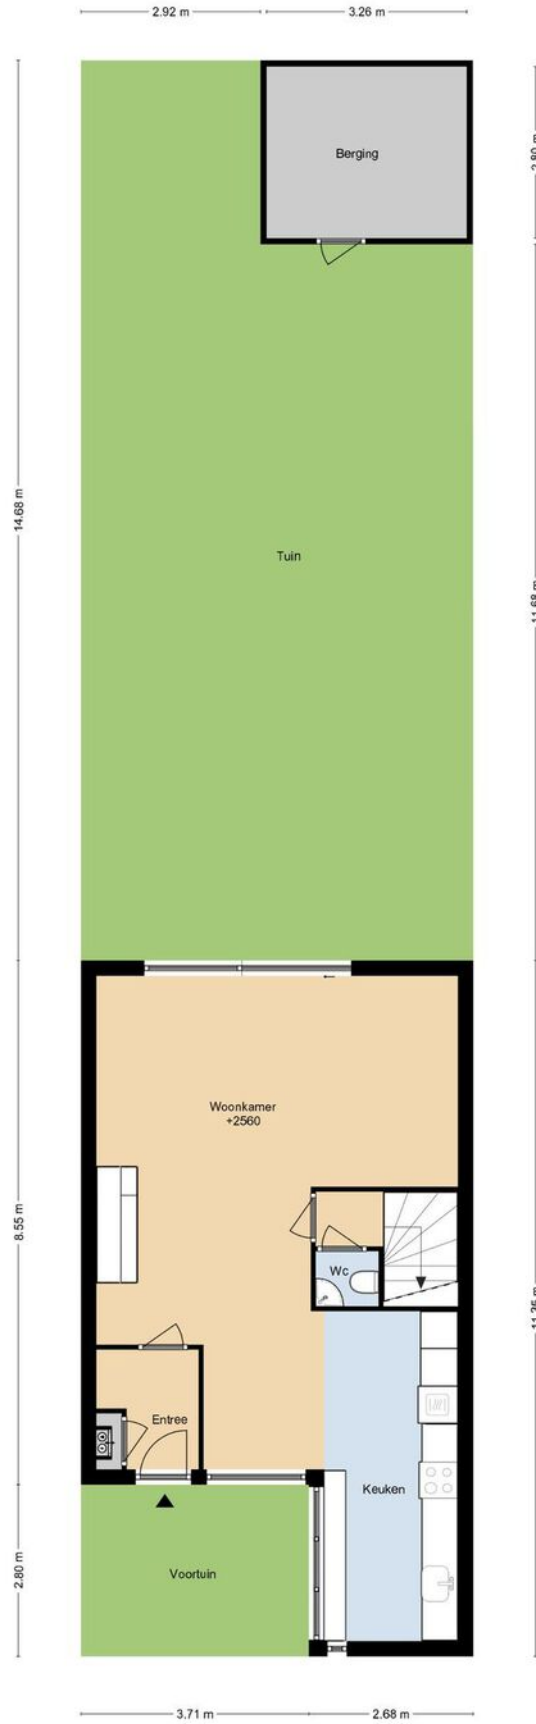 2.92 m
3.26 m
Berging
14.68 m
Tuin
Woonkamer
+2560
8.55 m
Wc
Entree
Keuken
2.80 m
Voortuin
3.71 m
2.68 m